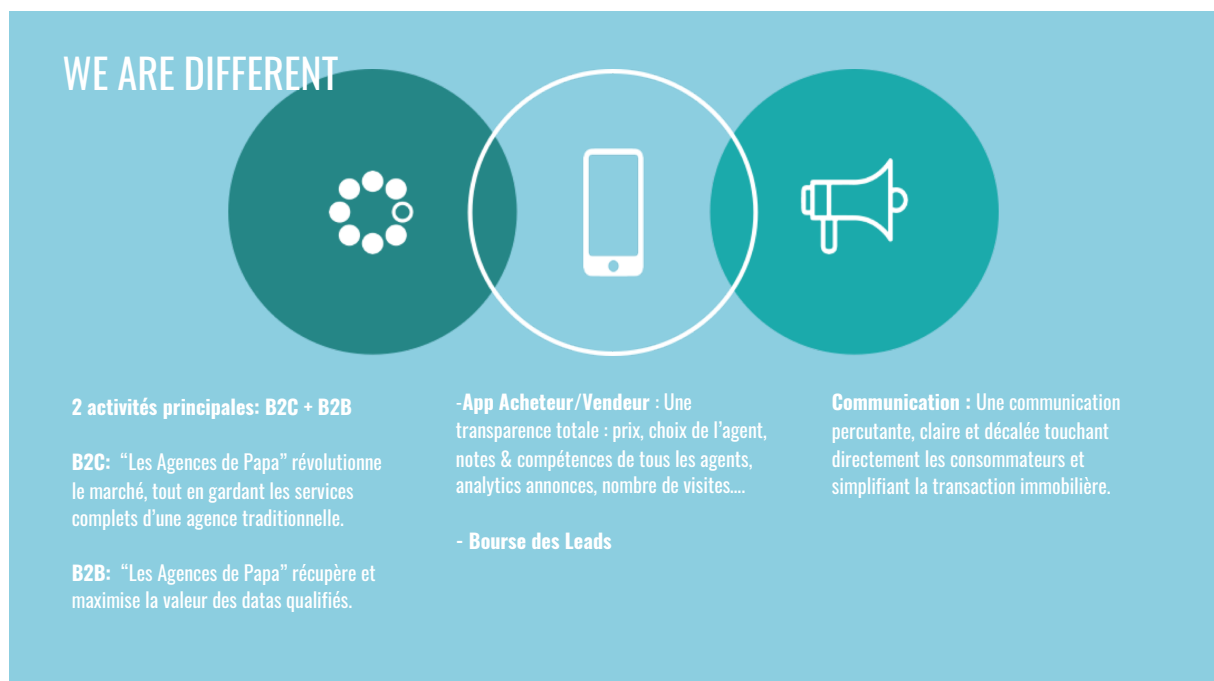 WE ARE DIFFERENT
2 activités principales: B2C + B2B
B2C: “Les Agences de Papa” révolutionne
le marché, tout en gardant les services
complets d’une agence traditionnelle.
B2B: “Les Agences de Papa” récupère et
maximise la valeur des datas qualifiés.
-App Acheteur/Vendeur : Une
transparence totale : prix, choix de l’agent,
notes & compétences de tous les agents,
analytics annonces, nombre de visites....
- Bourse des Leads
Communication : Une communication
percutante, claire et décalée touchant
directement les consommateurs et
simplifiant la transaction immobilière.